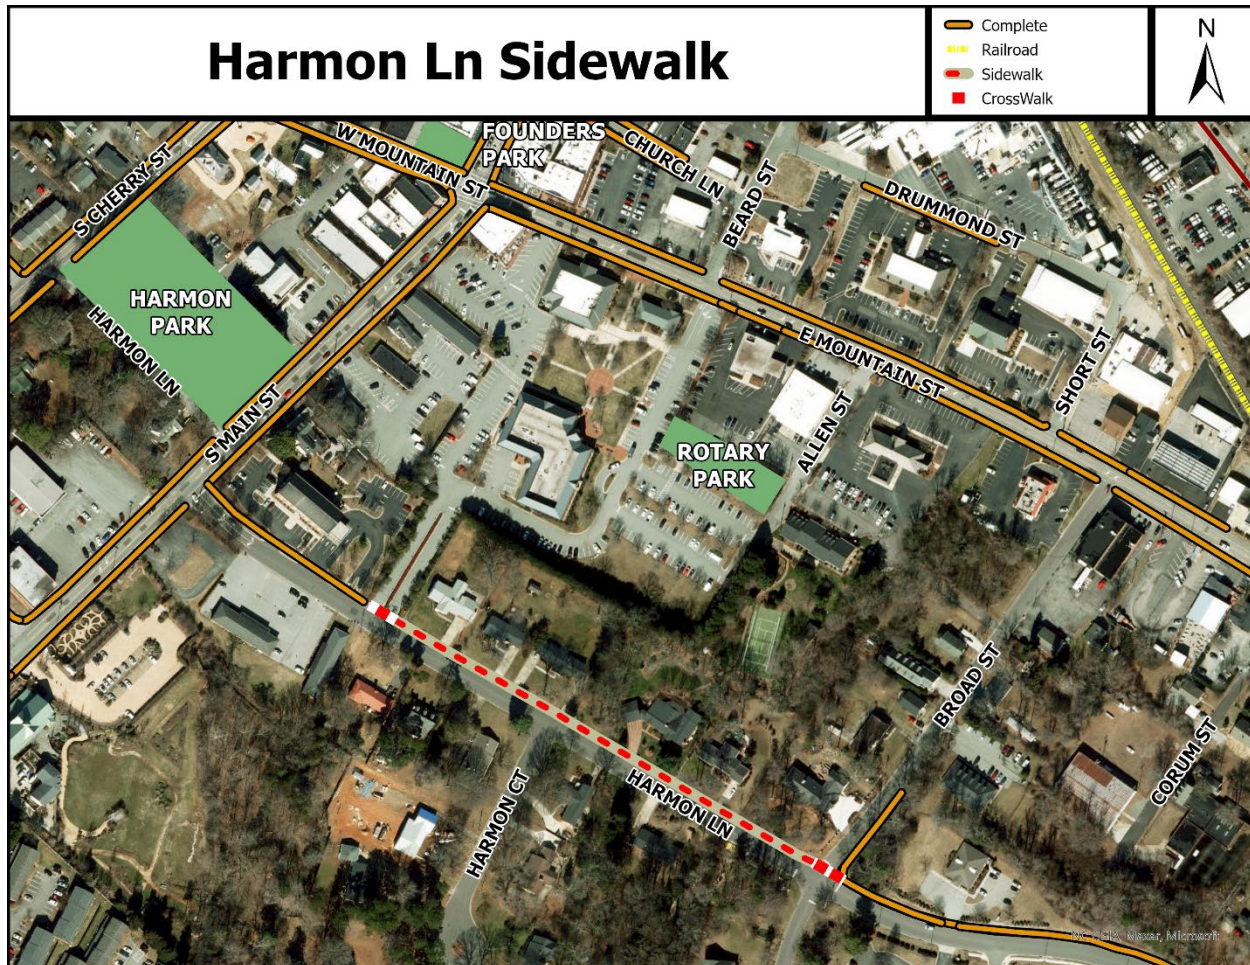 Harmon Ln Sidewalk
Complete
Railroad
Sidewalk
CrossWalk
N
S CHERRY ST
W MOUNTAIN ST
FOUNDERS
PARK
CHURCH LN
BEARD ST
DRUMMOND ST
HARMON
PARK
HARMON LN
S MAIN ST
E MOUNTAIN ST
SHORT ST
ALLEN ST
ROTARY
PARK
BROAD ST
CORUM ST
HARMON CT
HARMON LN
Maxar, Microsoft